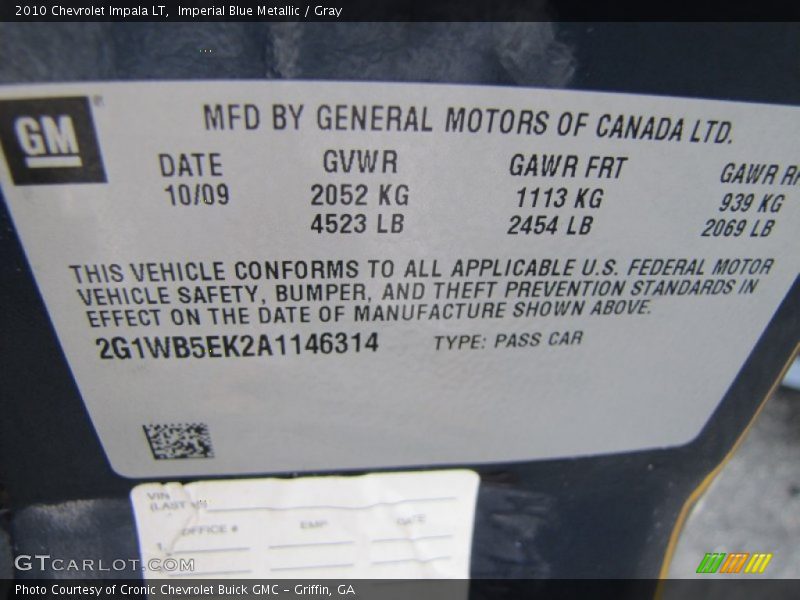 2010 Chevrolet Impala LT,  Imperial Blue Metallic / Gray
GM
MFD BY GENERAL MOTORS OF CANADA LTD.
DATE GVWR GAWR FRT GAWR
10/09 2052 KG 1113 KG 939 KG
4523 LB 2454 LB 2069 LB
THIS VEHICLE CONFORMS TO ALL APPLICABLE U.S. FEDERAL MOTOR
VEHICLE SAFETY, BUMPER, AND THEFT PREVENTION STANDARDS IN
EFFECT ON THE DATE OF MANUFACTURE SHOWN ABOVE.
2G1WB5EK2A1146314 TYPE: PASS CAR
VIN
(LAST
OFFICE # EMP DATE
1.
GTCARLOT.COM
Photo Courtesy of Cronic Chevrolet Buick GMC - Griffin, GA